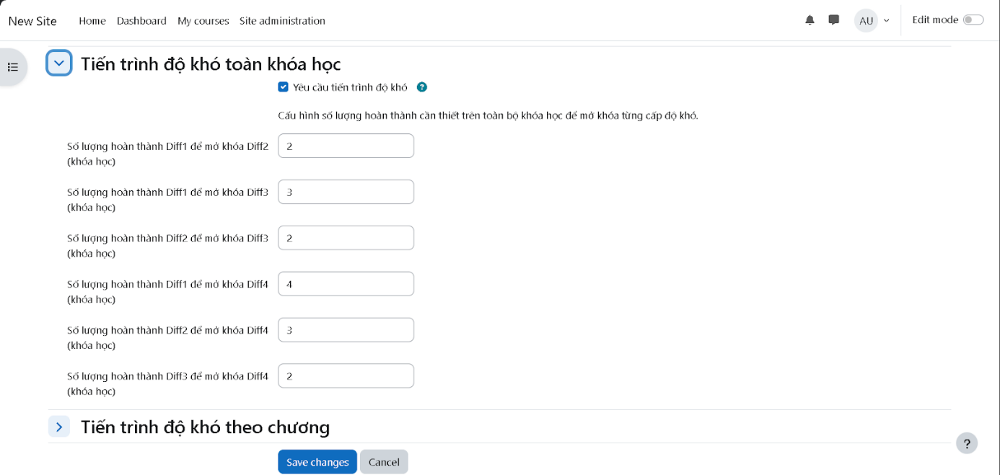 New Site Home Dashboard My courses Site administration AU Edit mode
Tiến trình độ khó toàn khóa học
Yêu cầu tiến trình độ khó ?
Cấu hình số lượng hoàn thành cần thiết trên toàn bộ khóa học để mở khóa từng cấp độ khó.
Số lượng hoàn thành Diff1 để mở khóa Diff2 2
(khóa học)
Số lượng hoàn thành Diff1 để mở khóa Diff3 3
(khóa học)
Số lượng hoàn thành Diff2 để mở khóa Diff3 2
(khóa học)
Số lượng hoàn thành Diff1 để mở khóa Diff4 4
(khóa học)
Số lượng hoàn thành Diff2 để mở khóa Diff4 3
(khóa học)
Số lượng hoàn thành Diff3 để mở khóa Diff4 2
(khóa học)
Tiến trình độ khó theo chương
?
Save changes Cancel